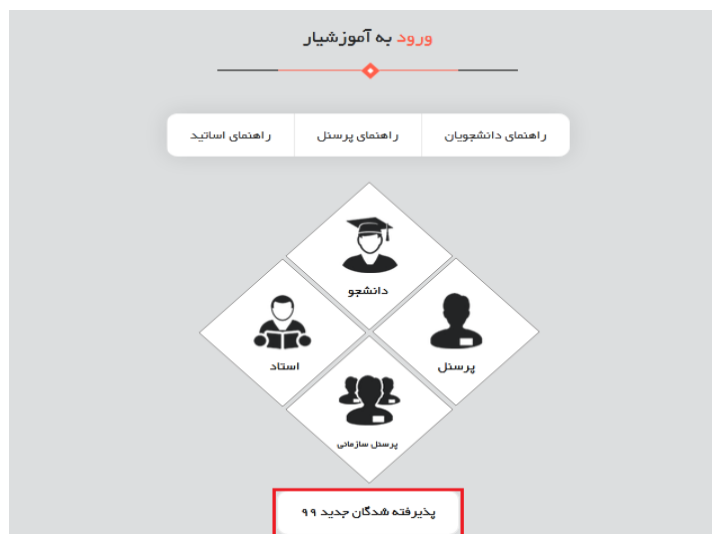 ورود به آموزشیار
راهنمای دانشجویان
راهنمای پرسنل
راهنمای اساتید
دانشجو
پرسنل
استاد
پرسنل سازمانی
پذیرفته شدگان جدید ۹۹